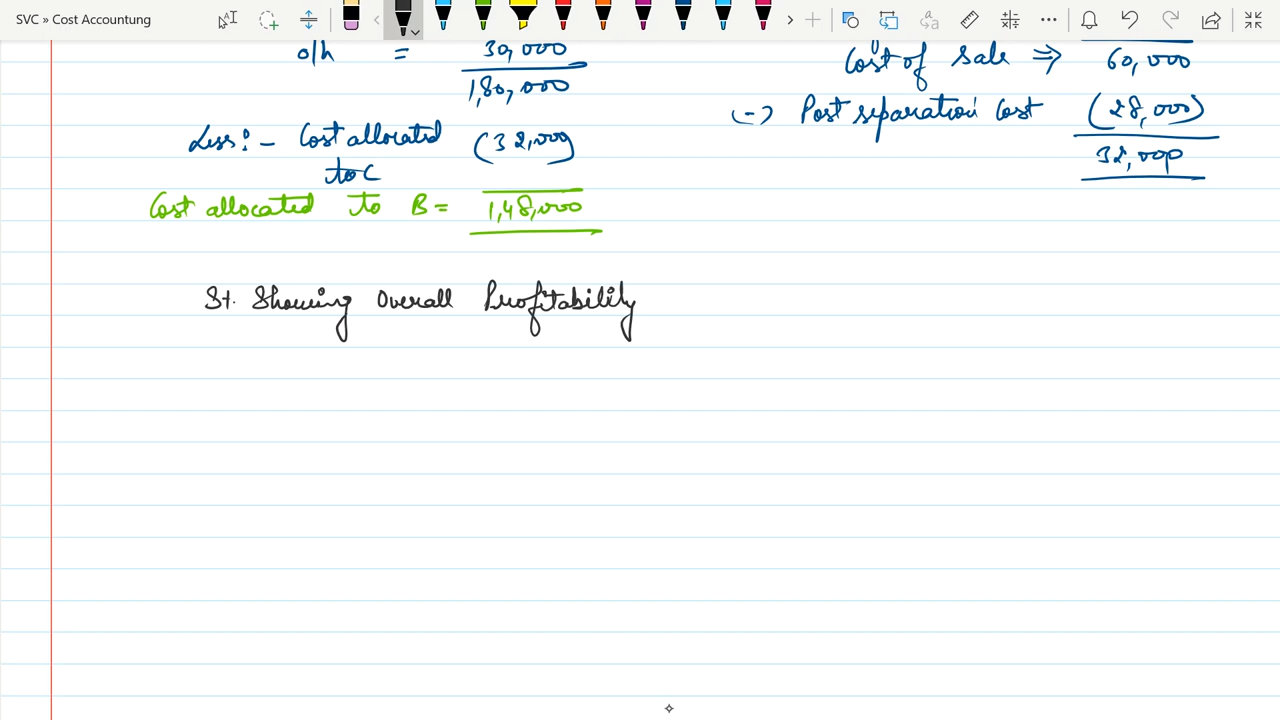 SVC » Cost Accountung
o/h = 30,000
1,80,000
Less:- Cost allocated to C (32,000)
Cost allocated to B = 1,48,000
Cost of Sale ⇒ 60,000
(-) Post separation Cost (28,000)
32,000
St. Showing Overall Profitability